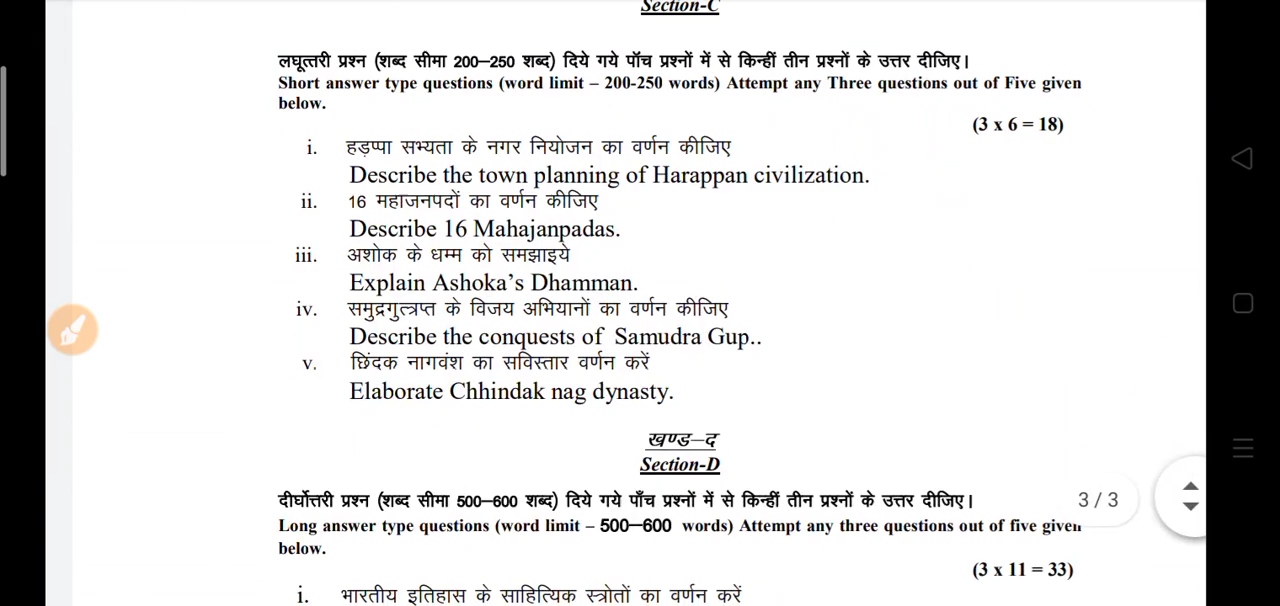 Section-C
लघूत्तरी प्रश्न (शब्द सीमा 200–250 शब्द) दिये गये पॉच प्रश्नों में से किन्हीं तीन प्रश्नों के उत्तर दीजिए।
Short answer type questions (word limit – 200-250 words) Attempt any Three questions out of Five given
below.
(3 x 6 = 18)
i. हड़प्पा सभ्यता के नगर नियोजन का वर्णन कीजिए
Describe the town planning of Harappan civilization.
ii. 16 महाजनपदों का वर्णन कीजिए
Describe 16 Mahajanpadas.
iii. अशोक के धम्म को समझाइये
Explain Ashoka's Dhamman.
iv. समुद्रगुत्प्त के विजय अभियानों का वर्णन कीजिए
Describe the conquests of Samudra Gup..
v. छिंदक नागवंश का सविस्तार वर्णन करें
Elaborate Chhindak nag dynasty.
खण्ड–द
Section-D
दीर्घोत्तरी प्रश्न (शब्द सीमा 500–600 शब्द) दिये गये पाँच प्रश्नों में से किन्हीं तीन प्रश्नों के उत्तर दीजिए।
3 / 3
Long answer type questions (word limit – 500–600 words) Attempt any three questions out of five given
below.
(3 x 11 = 33)
i. भारतीय इतिहास के साहित्यिक स्त्रोतों का वर्णन करें